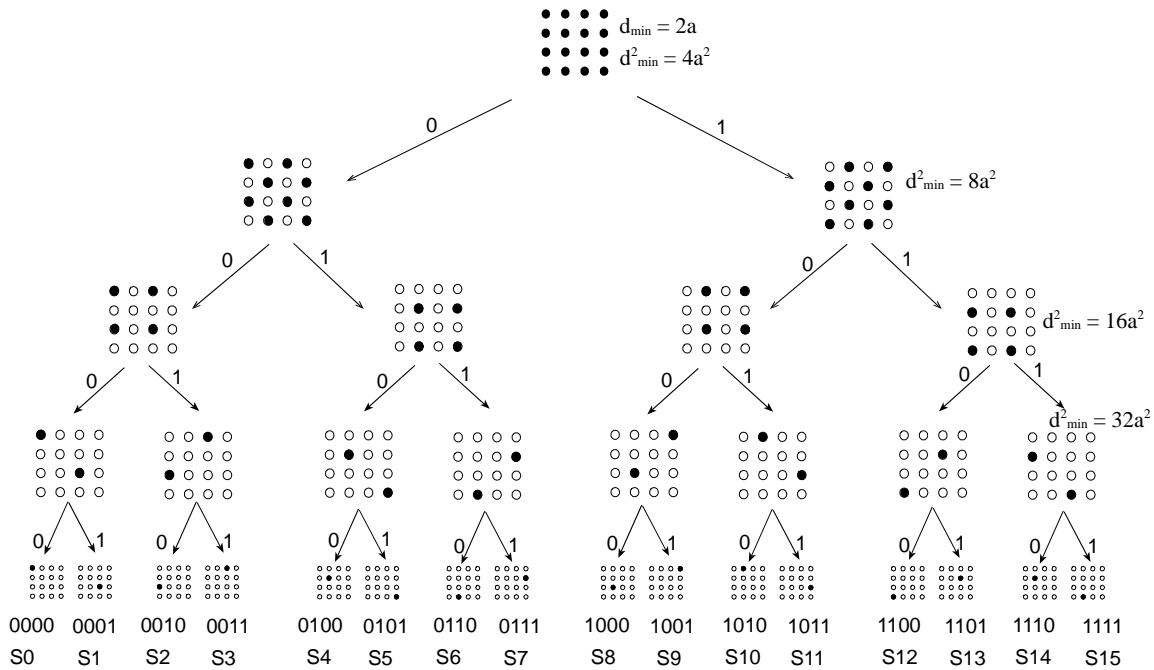 d_min = 2a
d²_min = 4a²
0 1
d²_min = 8a²
0 1 0 1
d²_min = 16a²
0 1 0 1 0 1 0 1
d²_min = 32a²
0 1 0 1 0 1 0 1 0 1 0 1 0 1 0 1
0000 0001 0010 0011 0100 0101 0110 0111 1000 1001 1010 1011 1100 1101 1110 1111
S0 S1 S2 S3 S4 S5 S6 S7 S8 S9 S10 S11 S12 S13 S14 S15